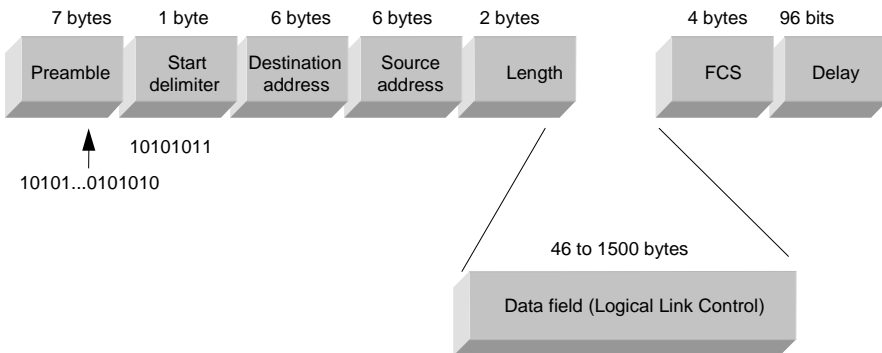 7 bytes
1 byte
6 bytes
6 bytes
2 bytes
4 bytes
96 bits
Preamble
Start
delimiter
Destination
address
Source
address
Length
FCS
Delay
10101011
10101...0101010
46 to 1500 bytes
Data field (Logical Link Control)